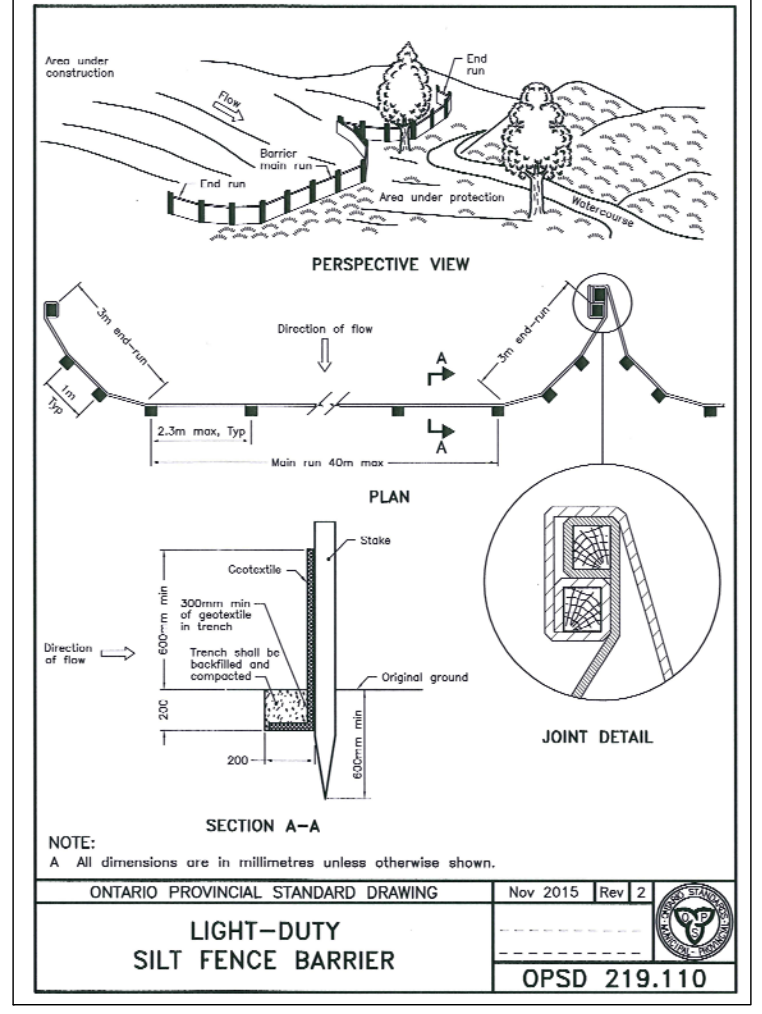 Area under
construction
Flow
End
run
Barrier
main run
End run
Area under protection
Watercourse
PERSPECTIVE VIEW
3m end-run
Direction of flow
3m end-run
A
1m
Typ
2.3m max, Typ
A
Main run 40m max
PLAN
Stake
Geotextile
600mm min
300mm min
of geotextile
in trench
Direction
of flow
Trench shall be
backfilled and
compacted
Original ground
200
600mm min
200
JOINT DETAIL
SECTION A-A
NOTE:
A All dimensions are in millimetres unless otherwise shown.
ONTARIO PROVINCIAL STANDARD DRAWING
Nov 2015 Rev 2
LIGHT-DUTY
SILT FENCE BARRIER
ONTARIO STANDARDS
O P S
MUNICIPAL - PROVINCIAL
OPSD 219.110